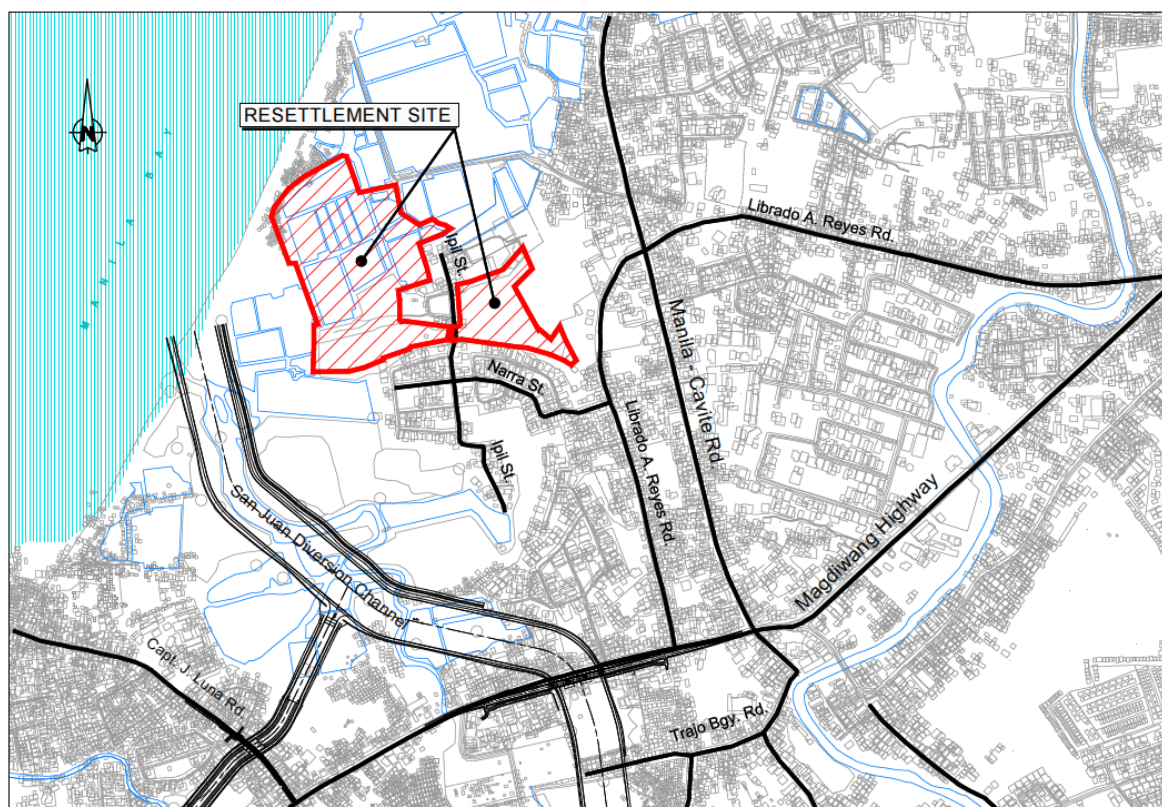 RESETTLEMENT SITE
N
MANILA BAY
Librado A. Reyes Rd.
Ipil St.
Manila - Cavite Rd.
Narra St.
Librado A. Reyes Rd.
Ipil St.
San Juan Diversion Channel
Magdiwang Highway
Capt. J. Luna Rd.
Trajo Bgy. Rd.